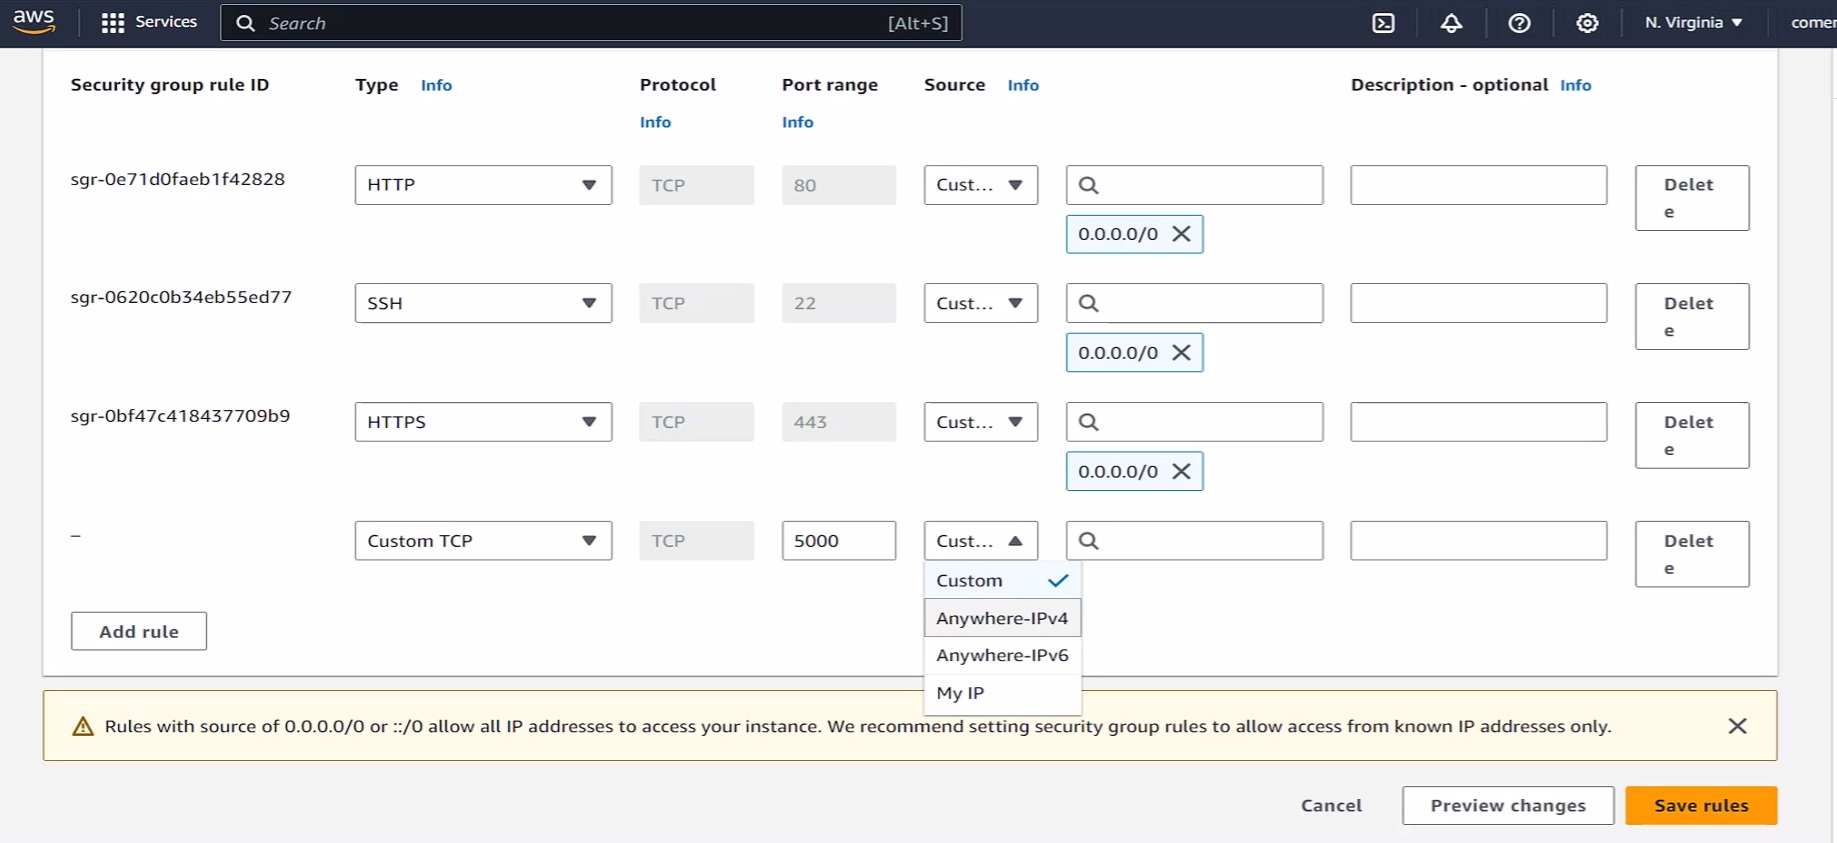 aws
Services
Search
[Alt+S]
N. Virginia
Security group rule ID
Type Info
Protocol
Info
Port range
Info
Source Info
Description - optional Info
sgr-0e71d0faeb1f42828
HTTP
TCP
80
Cust...
Delet
e
0.0.0.0/0
sgr-0620c0b34eb55ed77
SSH
TCP
22
Cust...
Delet
e
0.0.0.0/0
sgr-0bf47c418437709b9
HTTPS
TCP
443
Cust...
Delet
e
0.0.0.0/0
–
Custom TCP
TCP
5000
Cust...
Delet
e
Custom
Anywhere-IPv4
Anywhere-IPv6
My IP
Add rule
Rules with source of 0.0.0.0/0 or ::/0 allow all IP addresses to access your instance. We recommend setting security group rules to allow access from known IP addresses only.
Cancel
Preview changes
Save rules